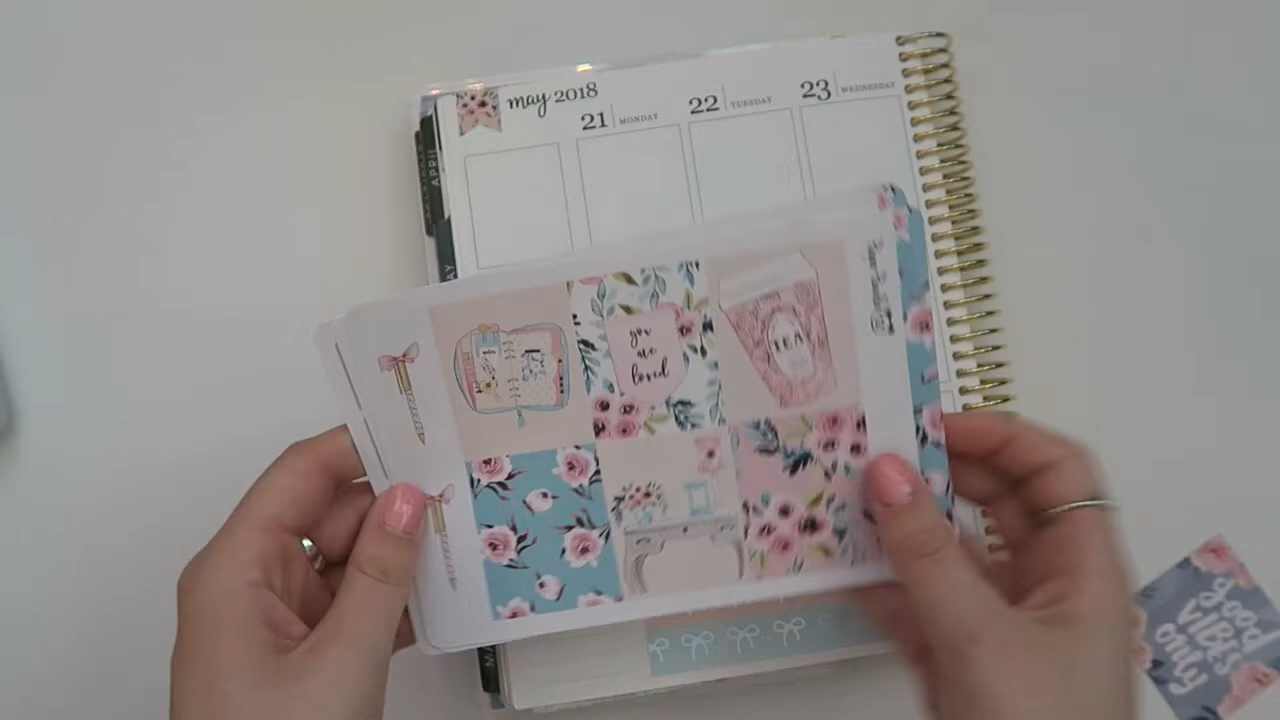 may 2018
21 MONDAY
22 TUESDAY
23 WEDNESDAY
APRIL
you
are
loved
TEA
good
VIBES
only